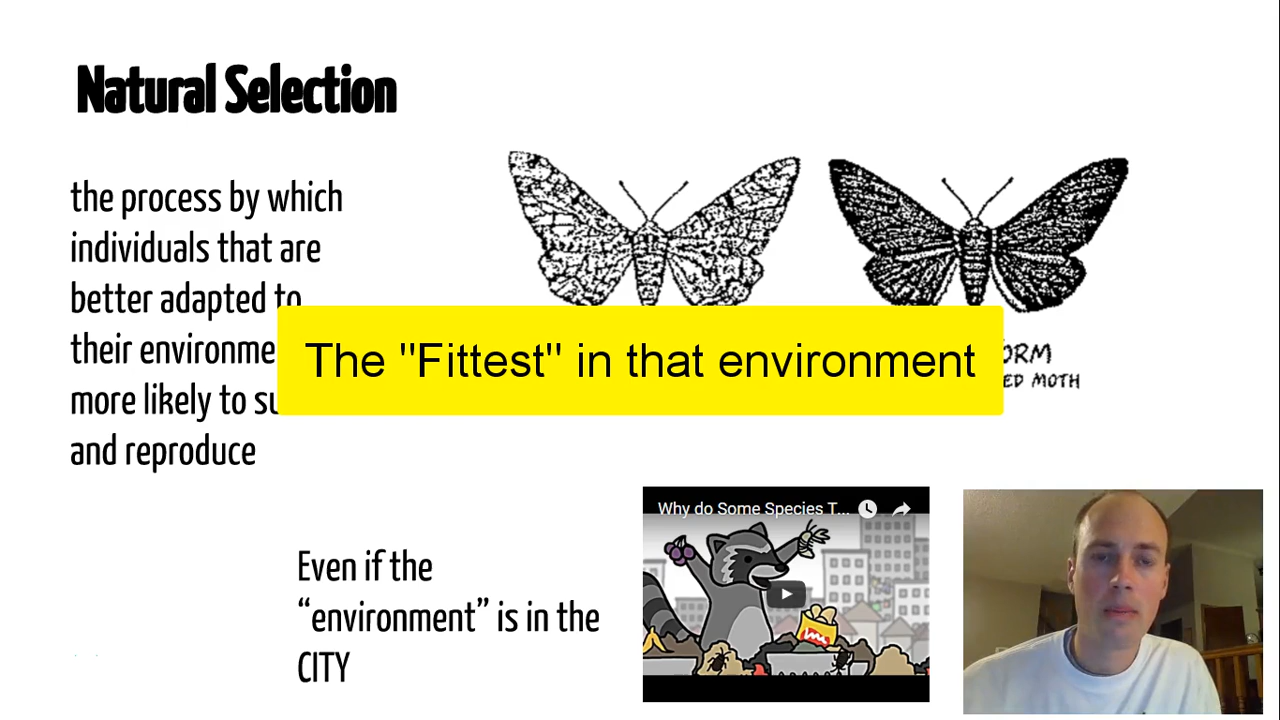 Natural Selection
the process by which
individuals that are
better adapted to
their environme
more likely to su
and reproduce
The "Fittest" in that environment
ORM
ED MOTH
Even if the
“environment” is in the
CITY
Why do Some Species T...